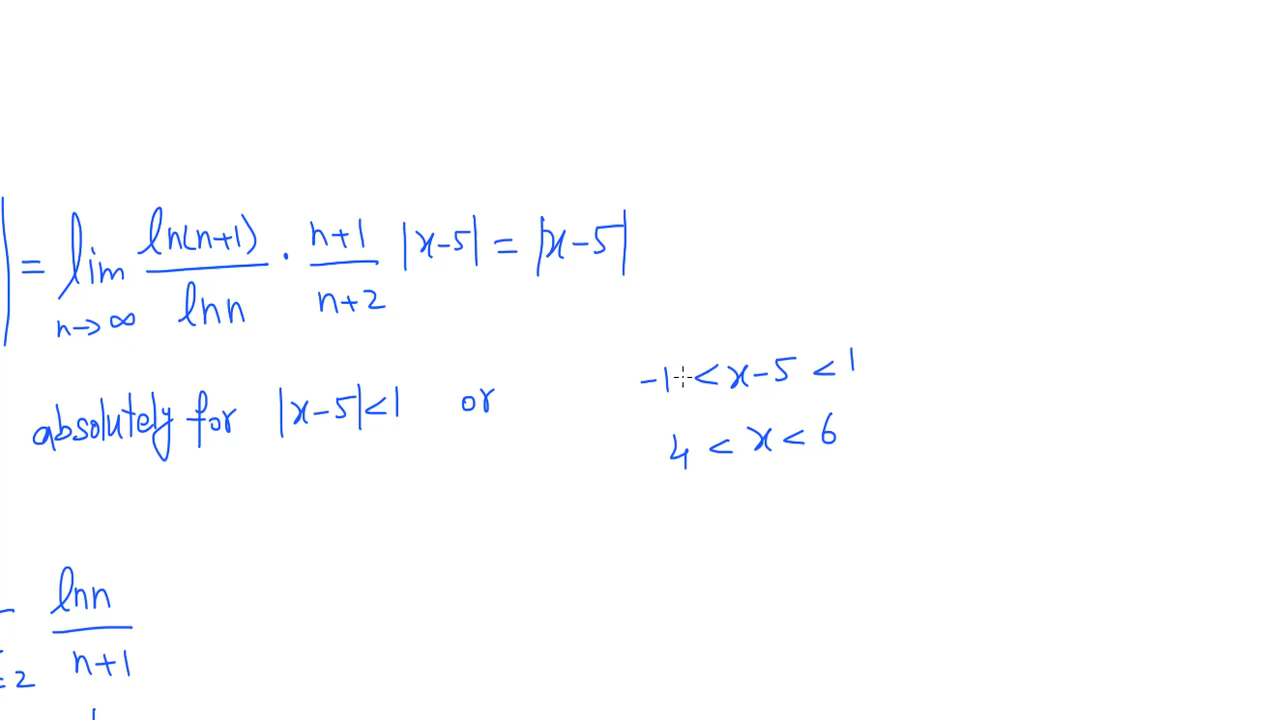 | = lim n→∞ ln(n+1)/ln n · n+1/n+2 |x-5| = |x-5|
absolutely for |x-5|<1 or
-1 < x-5 < 1
4 < x < 6
ln n
n+1
=2